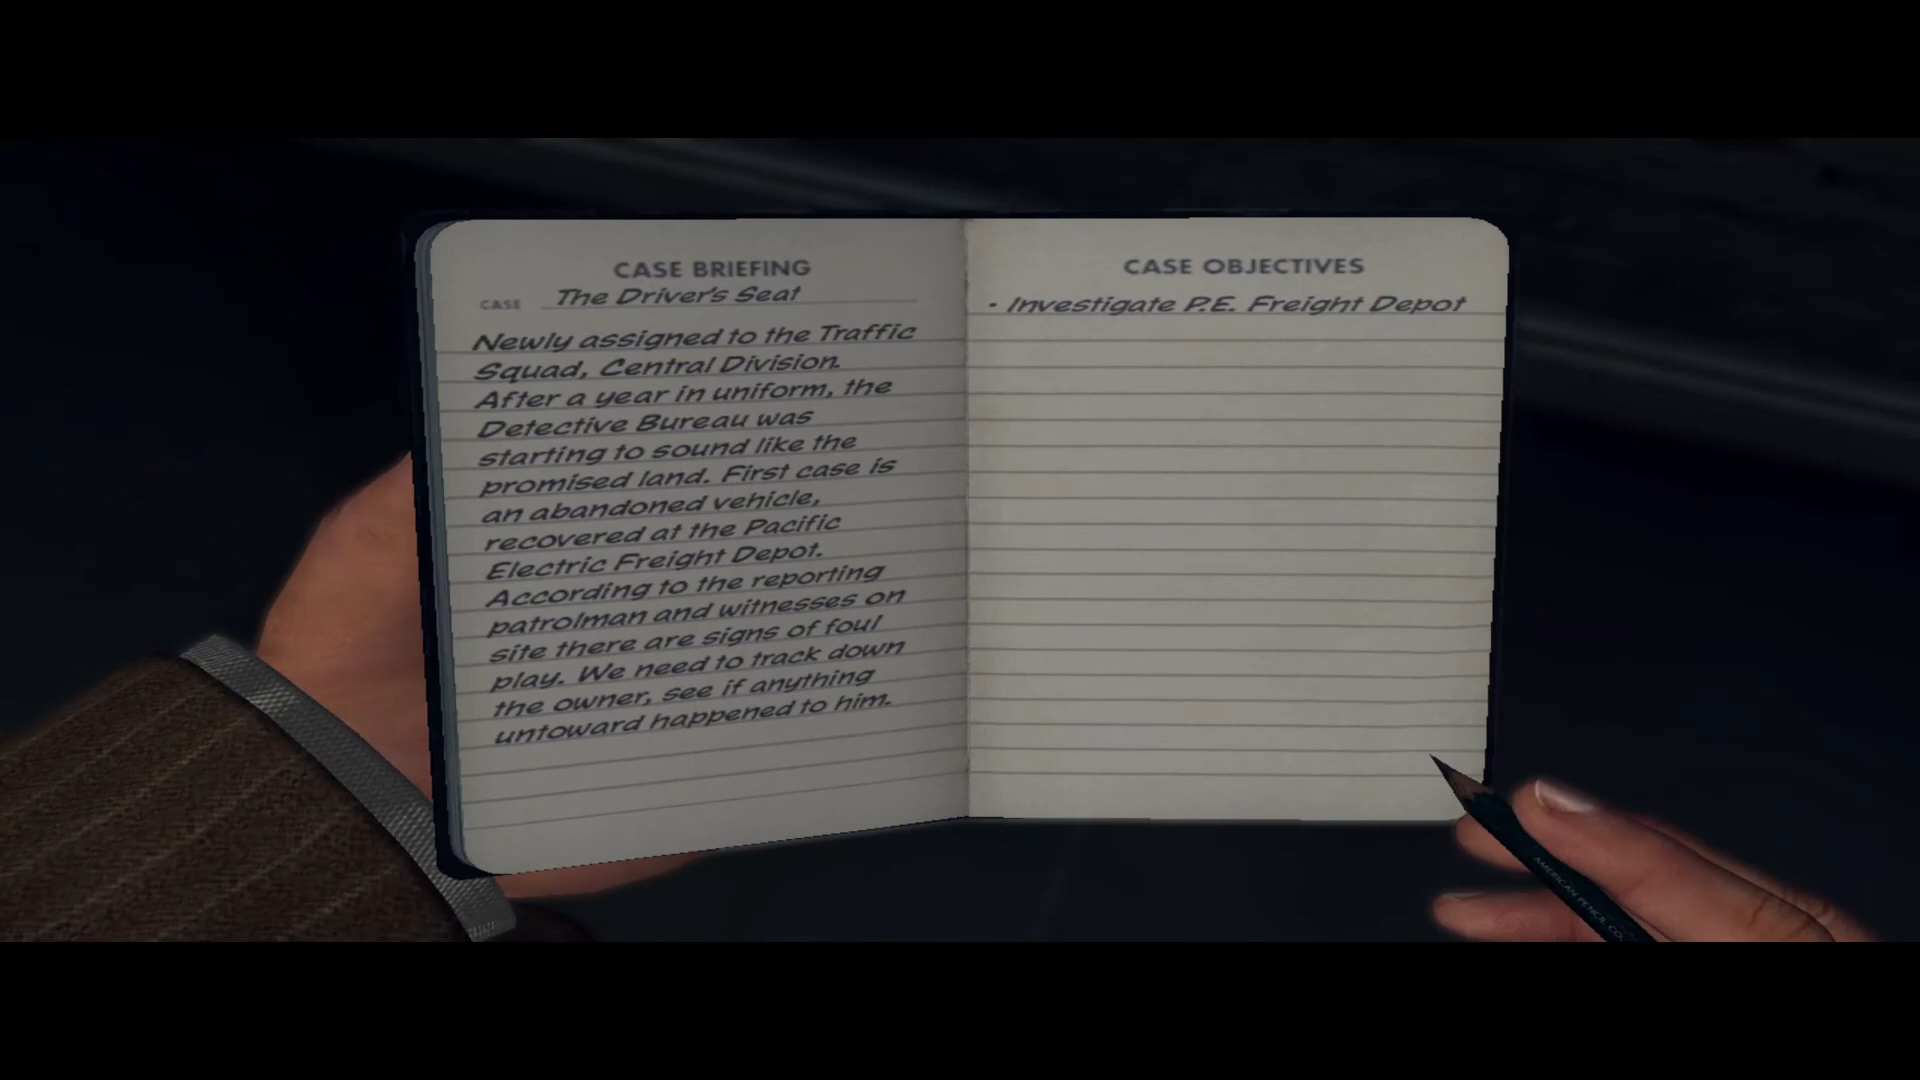 CASE BRIEFING
CASE The Driver's Seat
Newly assigned to the Traffic
Squad, Central Division.
After a year in uniform, the
Detective Bureau was
starting to sound like the
promised land. First case is
an abandoned vehicle,
recovered at the Pacific
Electric Freight Depot.
According to the reporting
patrolman and witnesses on
site there are signs of foul
play. We need to track down
the owner, see if anything
untoward happened to him.
CASE OBJECTIVES
- Investigate P.E. Freight Depot
AMERICAN PENCIL CO.